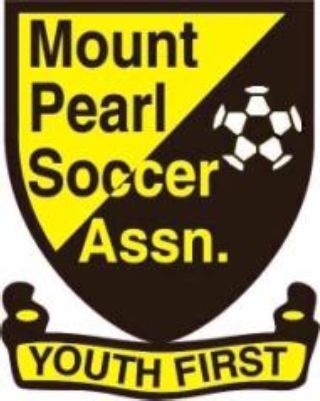 Mount
Pearl
Soccer
Assn.
YOUTH FIRST